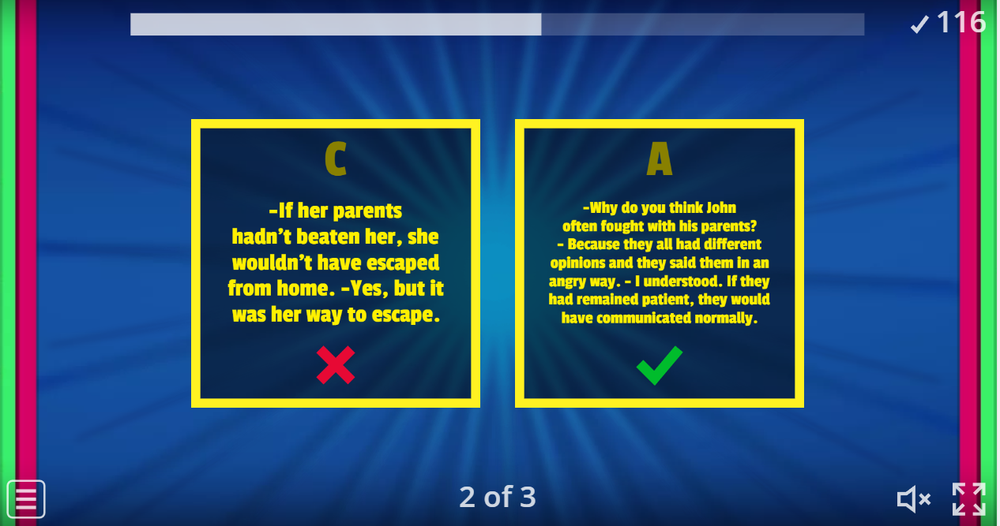 116
C
-If her parents
hadn't beaten her, she
wouldn't have escaped
from home. -Yes, but it
was her way to escape.
A
-Why do you think John
often fought with his parents?
- Because they all had different
opinions and they said them in an
angry way. - I understood. If they
had remained patient, they would
have communicated normally.
2 of 3